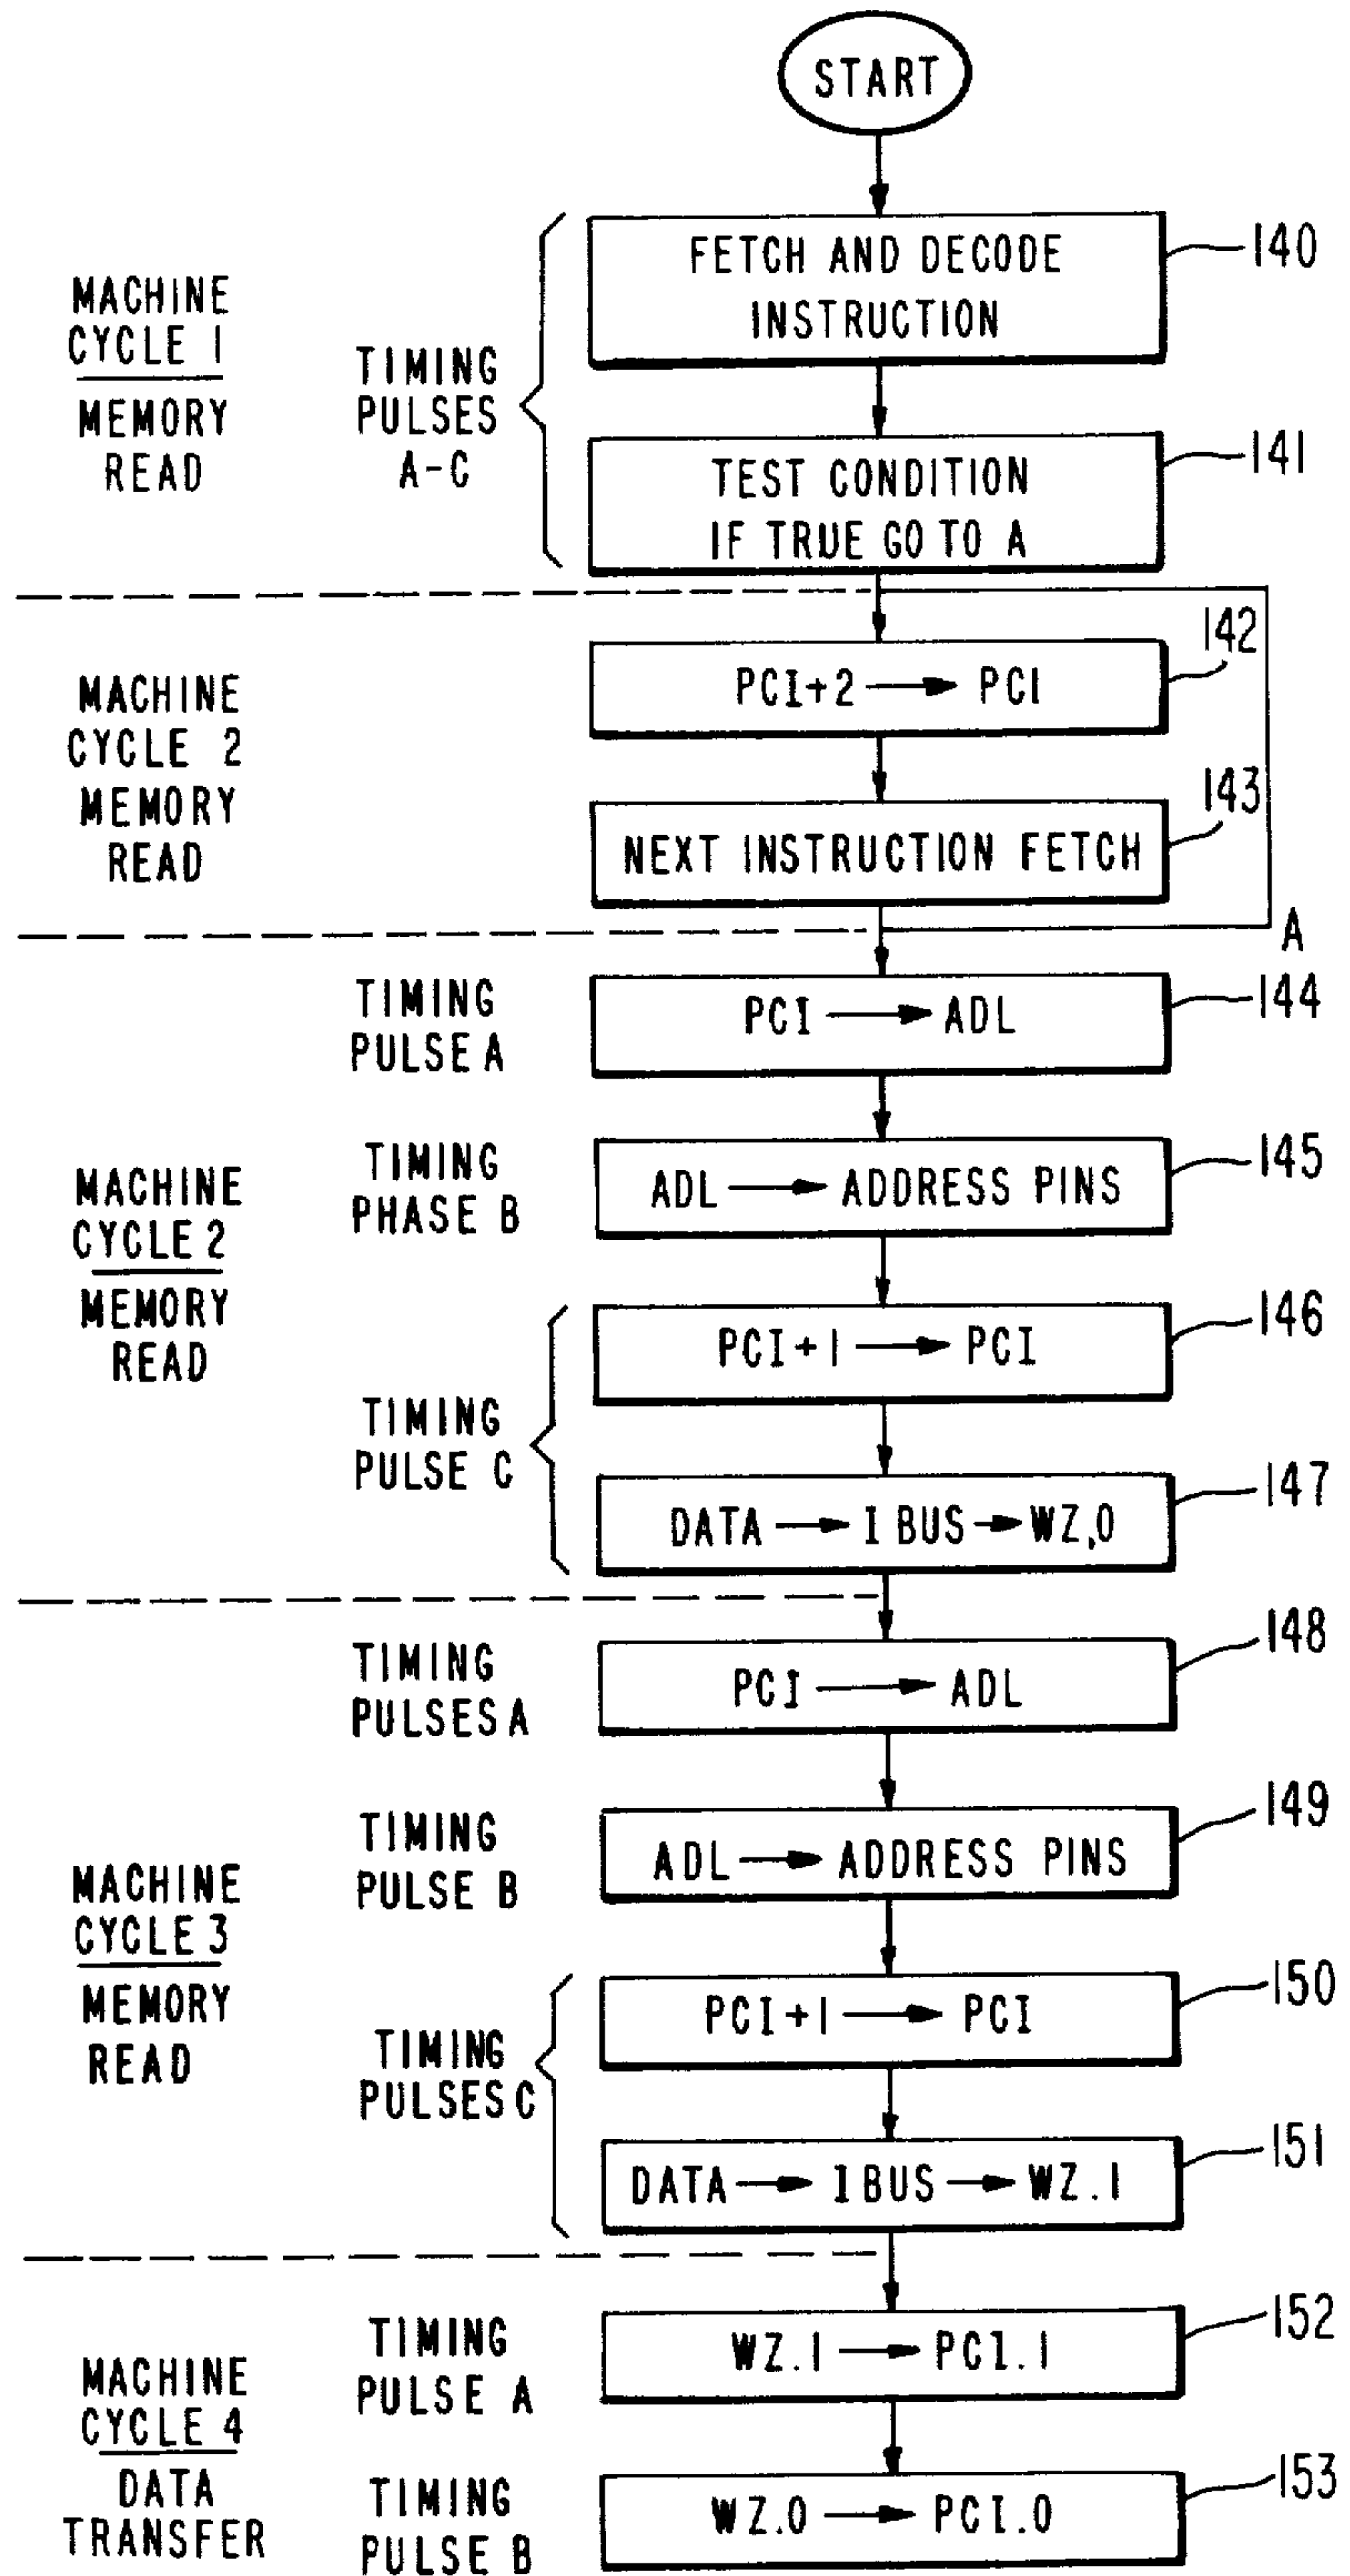 START
MACHINE
CYCLE 1
MEMORY
READ
TIMING
PULSES
A-C
FETCH AND DECODE
INSTRUCTION
140
TEST CONDITION
IF TRUE GO TO A
141
MACHINE
CYCLE 2
MEMORY
READ
PCI+2 → PCI
142
NEXT INSTRUCTION FETCH
143
A
MACHINE
CYCLE 2
MEMORY
READ
TIMING
PULSE A
PCI → ADL
144
TIMING
PHASE B
ADL → ADDRESS PINS
145
TIMING
PULSE C
PCI+1 → PCI
146
DATA → I BUS → WZ,0
147
MACHINE
CYCLE 3
MEMORY
READ
TIMING
PULSES A
PCI → ADL
148
TIMING
PULSE B
ADL → ADDRESS PINS
149
TIMING
PULSES C
PCI+1 → PCI
150
DATA → I BUS → WZ.1
151
MACHINE
CYCLE 4
DATA
TRANSFER
TIMING
PULSE A
WZ.1 → PCI.1
152
TIMING
PULSE B
WZ.0 → PCI.0
153